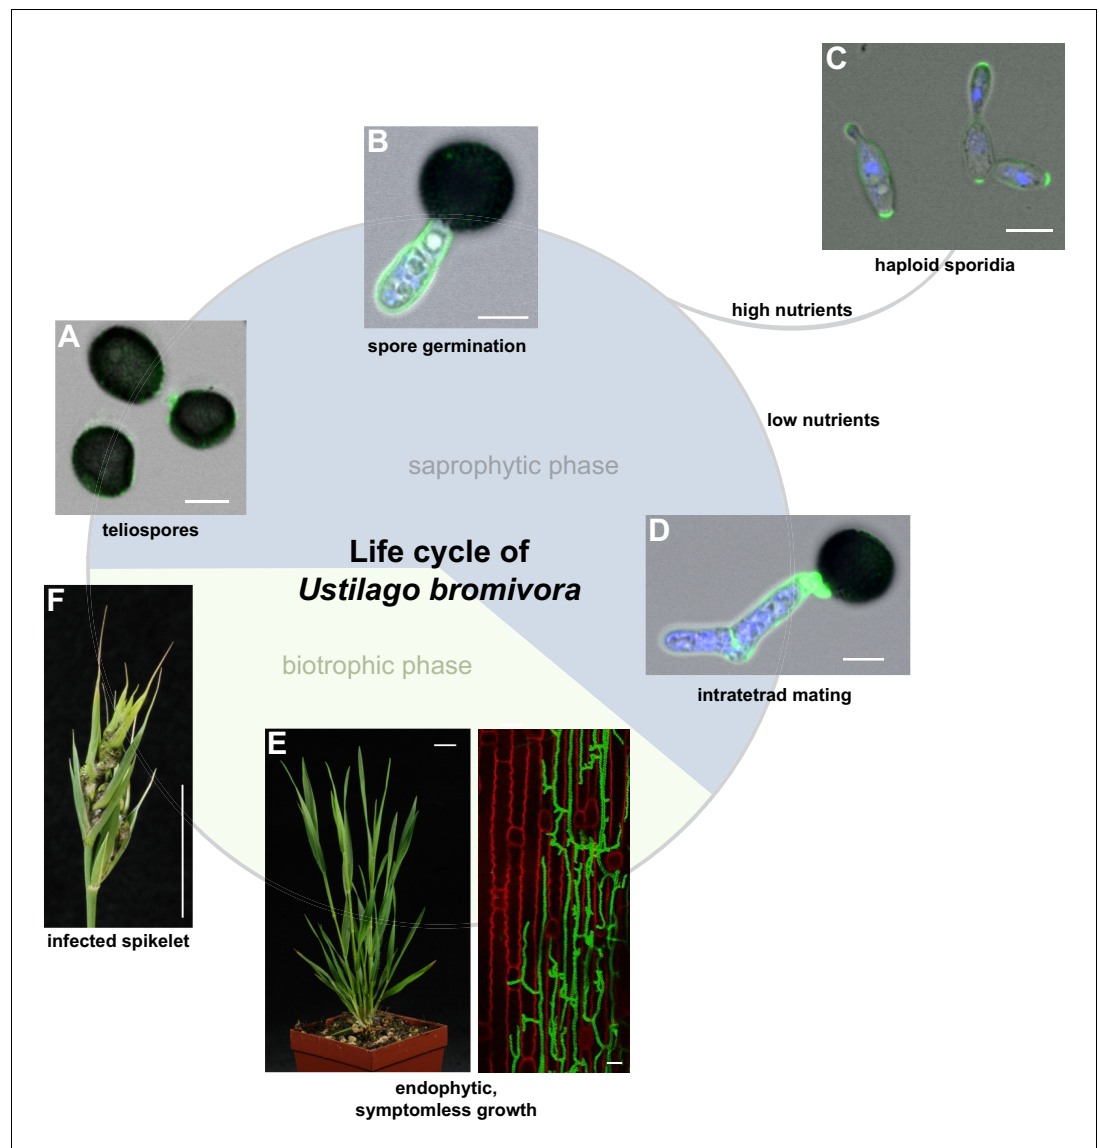 C
B
haploid sporidia
high nutrients
A
spore germination
low nutrients
saprophytic phase
teliospores
D
Life cycle of
Ustilago bromivora
F
biotrophic phase
intratetrad mating
E
infected spikelet
endophytic,
symptomless growth